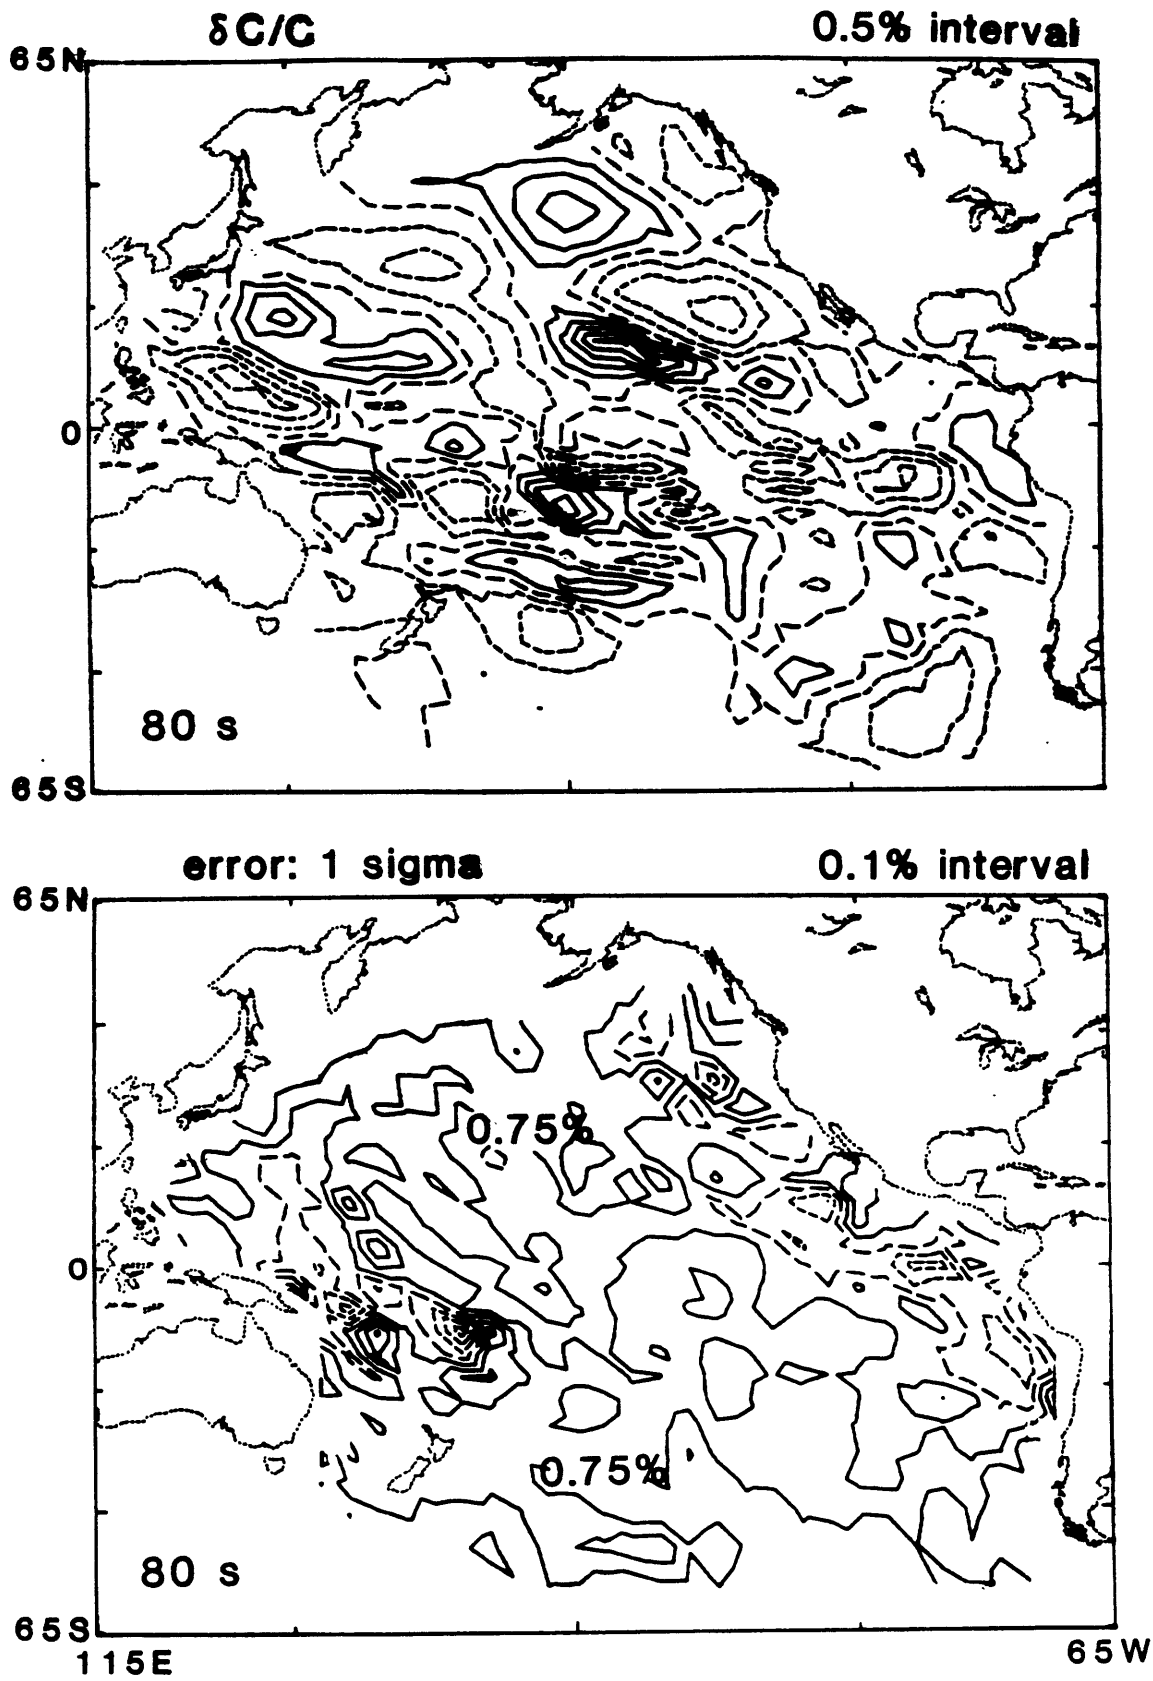 δC/C 0.5% interval
65N
0
80 s
65S
error: 1 sigma 0.1% interval
65N
0.75%
0
0.75%
80 s
65S
115E 65W